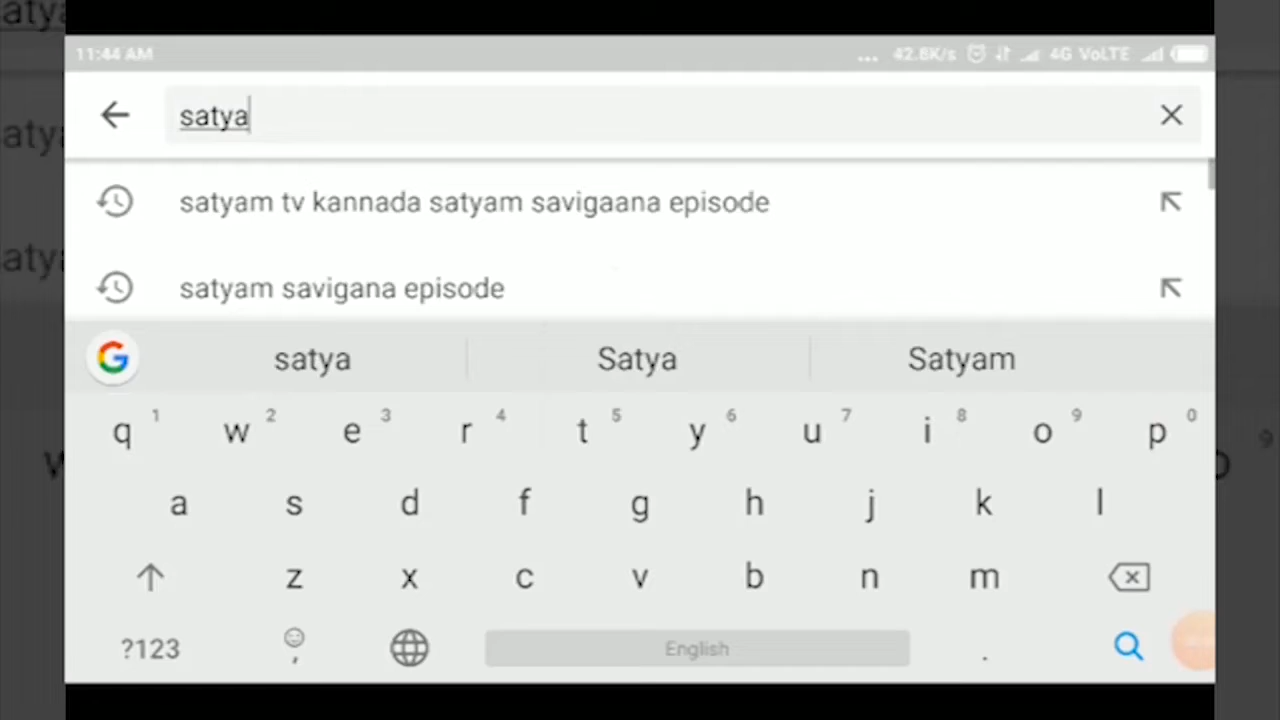 11:44 AM ... 42.8K/s 4G VoLTE
satya
satyam tv kannada satyam savigaana episode
satyam savigana episode
G satya Satya Satyam
q 1 w 2 e 3 r 4 t 5 y 6 u 7 i 8 o 9 p 0
a s d f g h j k l
z x c v b n m
?123 , English .